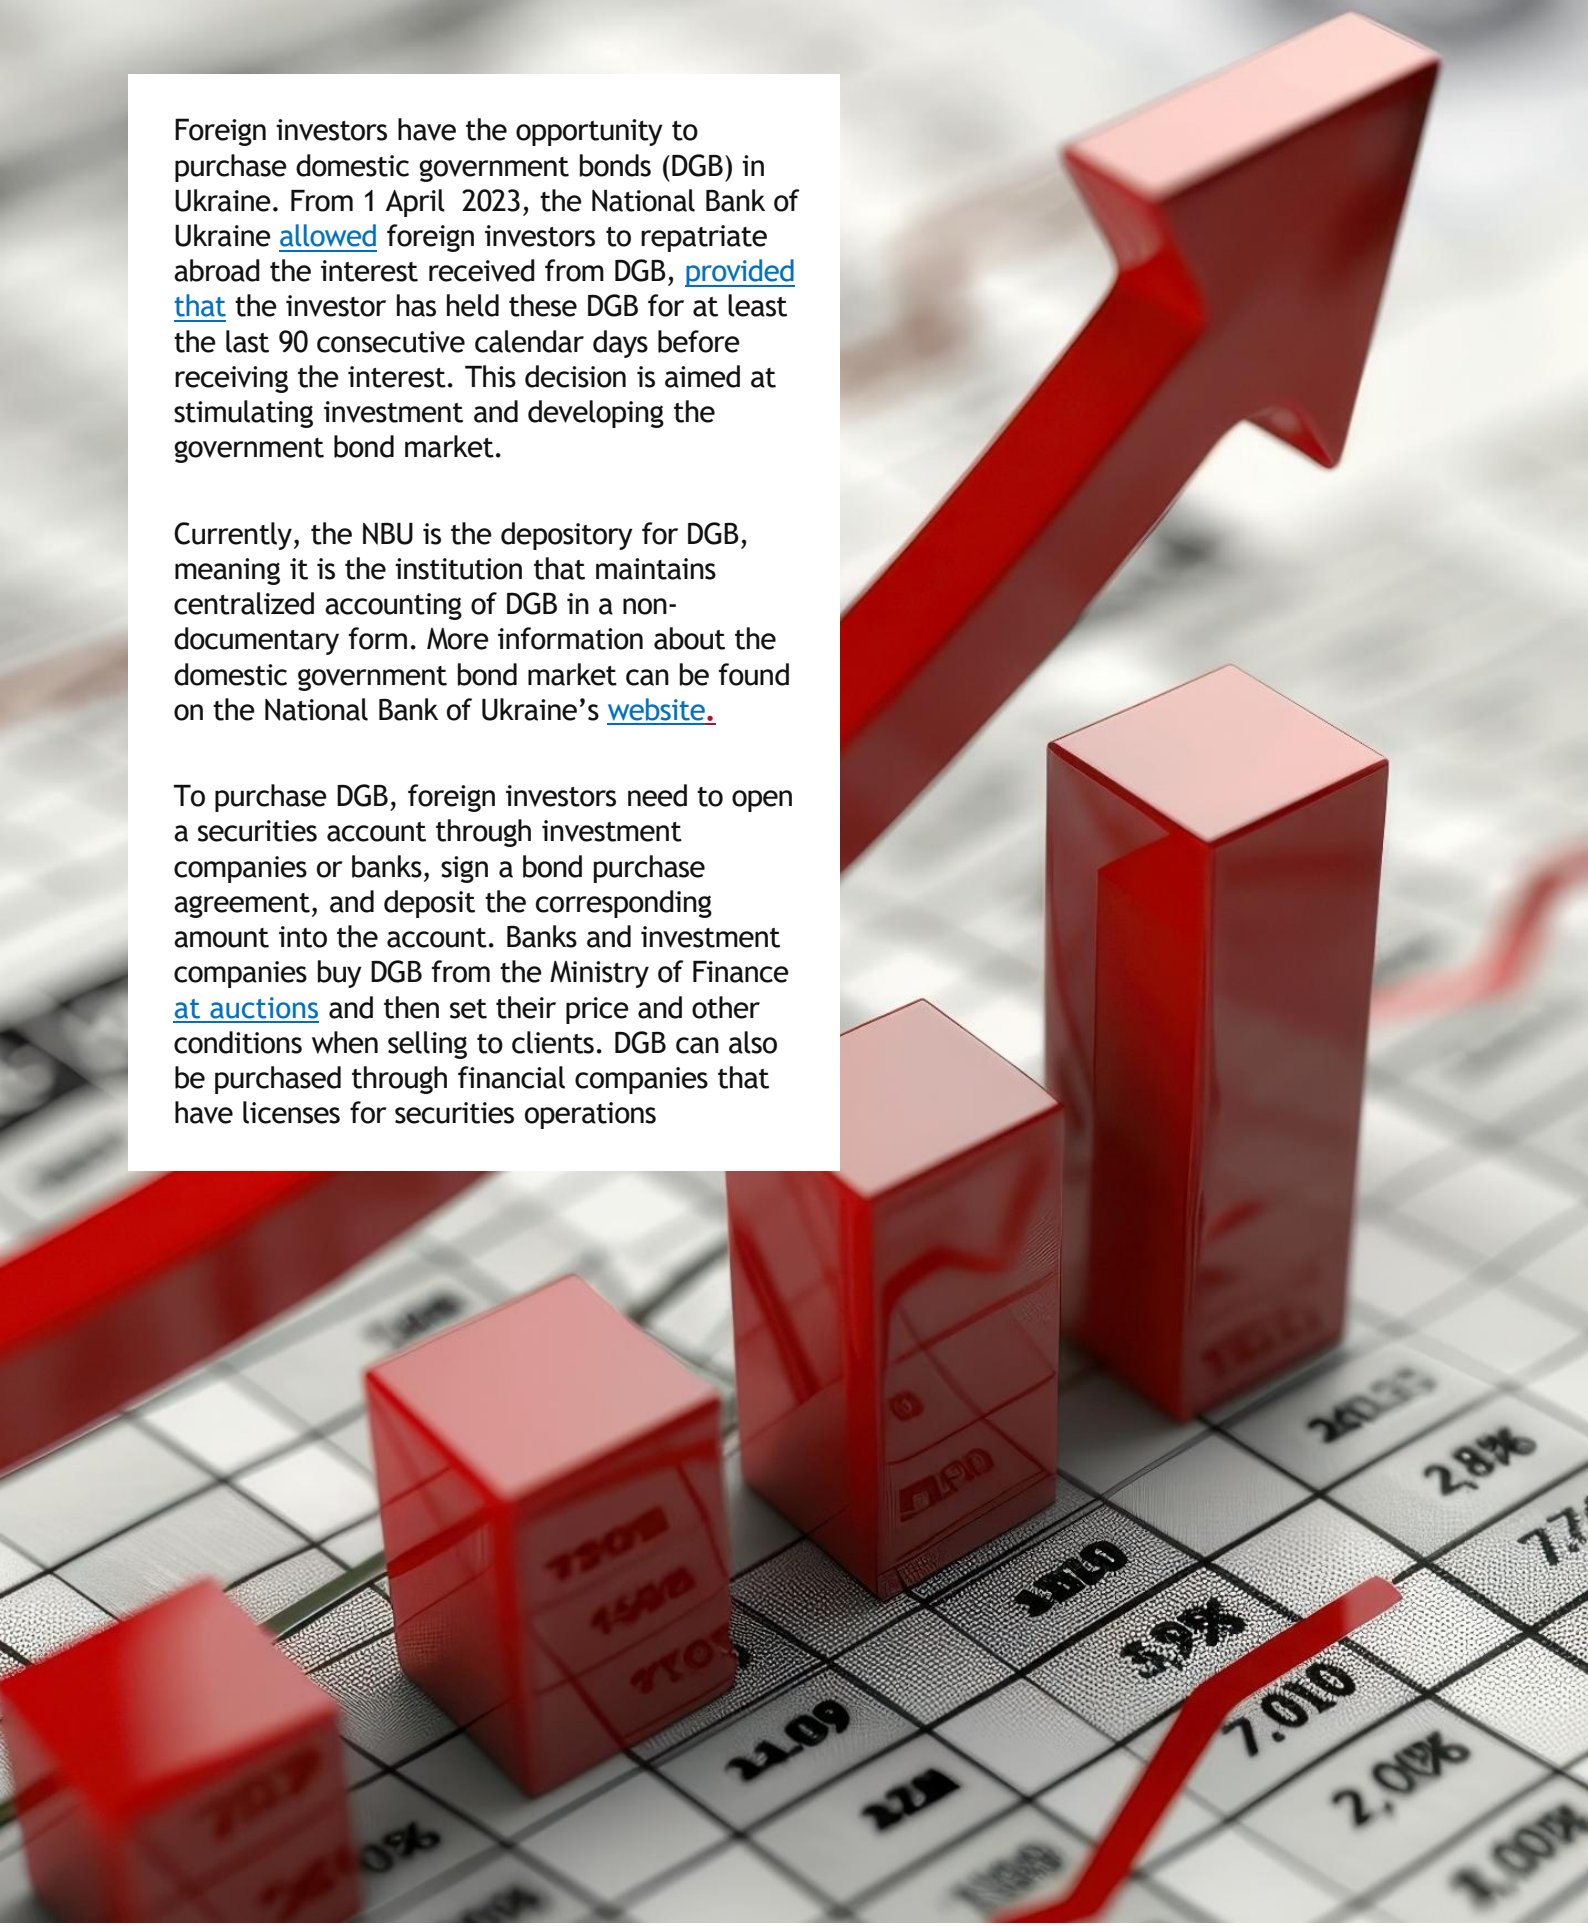 Foreign investors have the opportunity to
purchase domestic government bonds (DGB) in
Ukraine. From 1 April  2023, the National Bank of
Ukraine allowed foreign investors to repatriate
abroad the interest received from DGB, provided
that the investor has held these DGB for at least
the last 90 consecutive calendar days before
receiving the interest. This decision is aimed at
stimulating investment and developing the
government bond market.
Currently, the NBU is the depository for DGB,
meaning it is the institution that maintains
centralized accounting of DGB in a non-
documentary form. More information about the
domestic government bond market can be found
on the National Bank of Ukraine’s website.
To purchase DGB, foreign investors need to open
a securities account through investment
companies or banks, sign a bond purchase
agreement, and deposit the corresponding
amount into the account. Banks and investment
companies buy DGB from the Ministry of Finance
at auctions and then set their price and other
conditions when selling to clients. DGB can also
be purchased through financial companies that
have licenses for securities operations
2,8%
7.010
2,00%